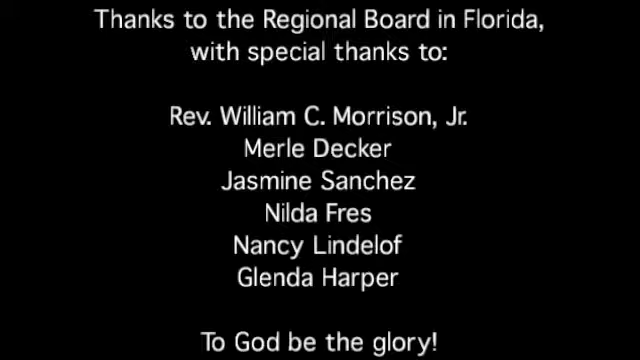 Thanks to the Regional Board in Florida,
with special thanks to:
Rev. William C. Morrison, Jr.
Merle Decker
Jasmine Sanchez
Nilda Fres
Nancy Lindelof
Glenda Harper
To God be the glory!